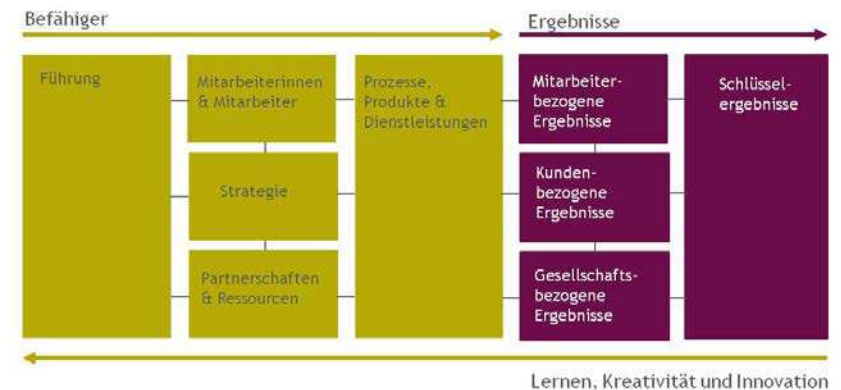 Befähiger
Ergebnisse
Führung
Mitarbeiterinnen
& Mitarbeiter
Strategie
Partnerschaften
& Ressourcen
Prozesse,
Produkte &
Dienstleistungen
Mitarbeiter-
bezogene
Ergebnisse
Kunden-
bezogene
Ergebnisse
Gesellschafts-
bezogene
Ergebnisse
Schlüssel-
ergebnisse
Lernen, Kreativität und Innovation